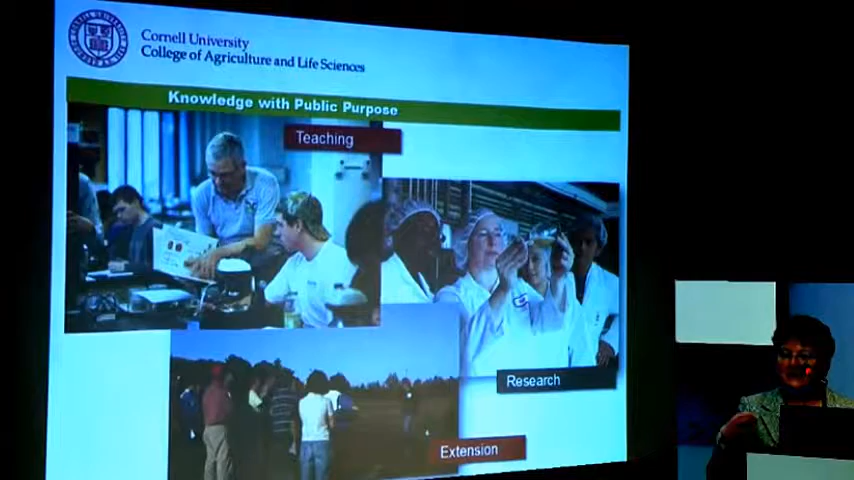 Cornell University
College of Agriculture and Life Sciences
Knowledge with Public Purpose
Teaching
Research
Extension